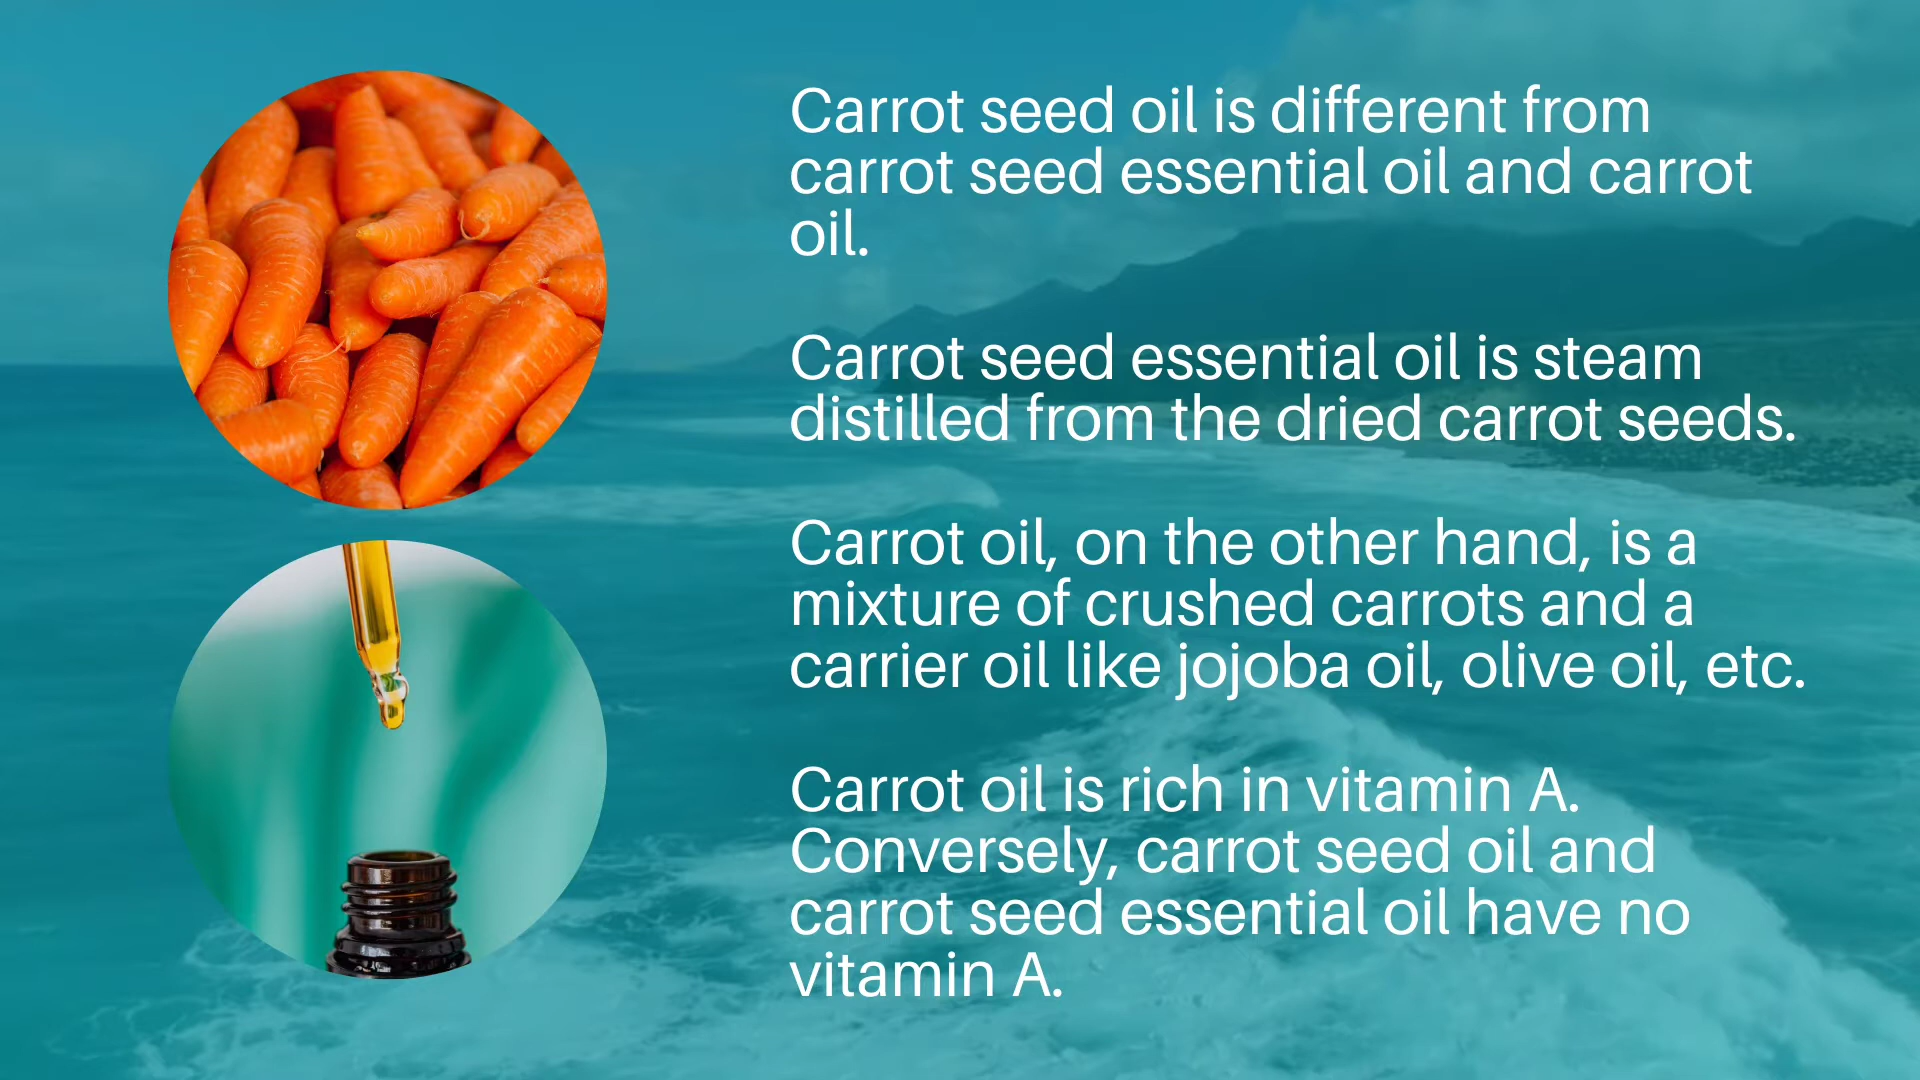 Carrot seed oil is different from
carrot seed essential oil and carrot
oil.
Carrot seed essential oil is steam
distilled from the dried carrot seeds.
Carrot oil, on the other hand, is a
mixture of crushed carrots and a
carrier oil like jojoba oil, olive oil, etc.
Carrot oil is rich in vitamin A.
Conversely, carrot seed oil and
carrot seed essential oil have no
vitamin A.